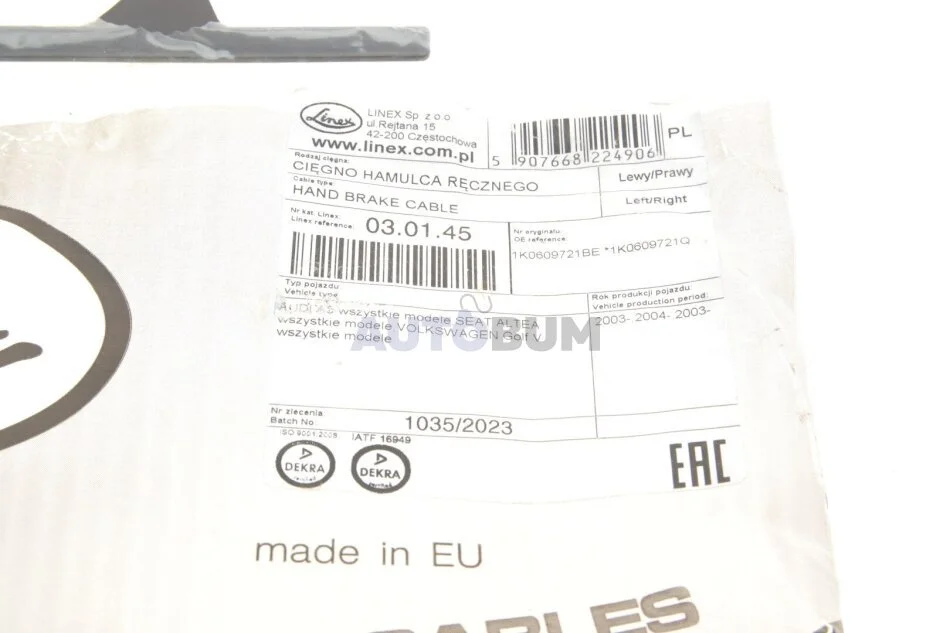 Linex
LINEX Sp z o.o
ul Rejtana 15
42-200 Częstochowa
www.linex.com.pl
5 907668 224906
PL
Rodzaj cięgna:
CIĘGNO HAMULCA RĘCZNEGO
Lewy/Prawy
Cable type:
HAND BRAKE CABLE
Left/Right
Nr kat. Linex:
Linex reference: 03.01.45
Nr oryginału:
OE reference:
1K0609721BE *1K0609721Q
Typ pojazdu
Vehicle type
Rok produkcji pojazdu
Vehicle production period:
wszystkie modele SEAT ALTEA
wszystkie modele VOLKSWAGEN Golf V
wszystkie modele
2003- 2004- 2003-
AUTOBUM
Nr zlecenia
Batch No
1035/2023
ISO 9001:2008 IATF 16949
DEKRA
DEKRA
EAC
made in EU
CABLES